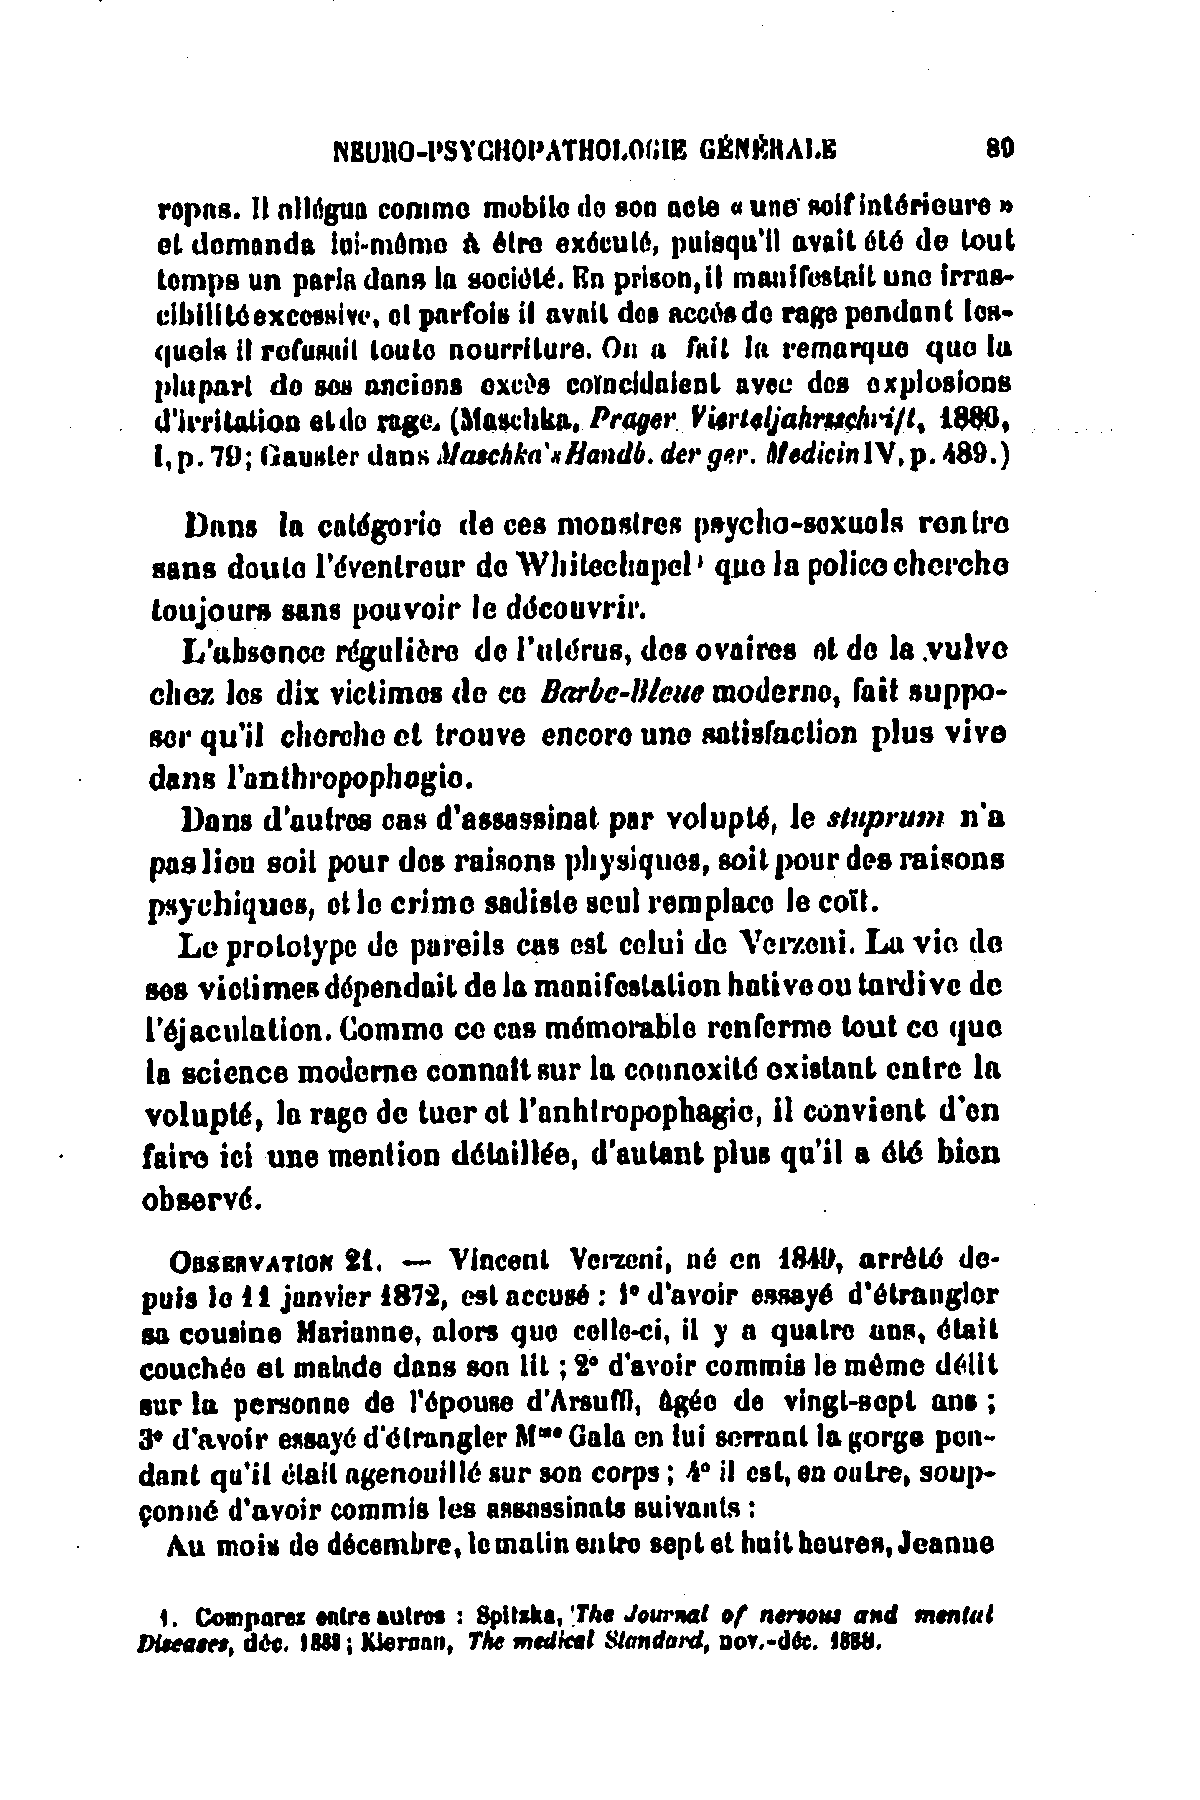 NEURO-PSYCHOPATHOLOGIE GÉNÉRALE 89
ropas. Il allégua comme mobile de son acte « une soif intérieure »
et demanda lui-même à être exécuté, puisqu'il avait été de tout
temps un paria dans la société. En prison, il manifestait une irras-
cibilité excessive, et parfois il avait des accès de rage pendant les-
quels il refusait toute nourriture. On a fait la remarque que la
plupart de ses anciens excès coïncidaient avec des explosions
d'irritation et de rage. (Maschka, Prager Vierteljahrsschrift, 1886,
I, p. 79; Gauster dans Maschka's Handb. der ger. Medicin IV, p. 489.)
Dans la catégorie de ces monstres psycho-sexuels rentre
sans doute l'éventreur de Whitechapel¹ que la police cherche
toujours sans pouvoir le découvrir.
L'absence régulière de l'utérus, des ovaires et de la vulve
chez les dix victimes de ce Barbe-Bleue moderne, fait suppo-
ser qu'il cherche et trouve encore une satisfaction plus vive
dans l'anthropophagie.
Dans d'autres cas d'assassinat par volupté, le stuprum n'a
pas lieu soit pour des raisons physiques, soit pour des raisons
psychiques, et le crime sadiste seul remplace le coït.
Le prototype de pareils cas est celui de Verzeni. La vie de
ses victimes dépendait de la manifestation hative ou tardive de
l'éjaculation. Comme ce cas mémorable renferme tout ce que
la science moderne connaît sur la connexité existant entre la
volupté, la rage de tuer et l'anhtropophagie, il convient d'en
faire ici une mention détaillée, d'autant plus qu'il a été bien
observé.
OBSERVATION 21. — Vincent Verzeni, né en 1849, arrêté de-
puis le 11 janvier 1872, est accusé : 1° d'avoir essayé d'étrangler
sa cousine Marianne, alors que celle-ci, il y a quatre ans, était
couchée et malade dans son lit ; 2° d'avoir commis le même délit
sur la personne de l'épouse d'Arsuffi, âgée de vingt-sept ans ;
3° d'avoir essayé d'étrangler Mme Gala en lui serrant la gorge pen-
dant qu'il était agenouillé sur son corps ; 4° il est, en outre, soup-
çonné d'avoir commis les assassinats suivants :
Au mois de décembre, le matin entre sept et huit heures, Jeanne
1. Comparez entre autres : Spitzka, The Journal of nervous and mental
Diseases, déc. 1888 ; Kiernan, The medical Standard, nov.-déc. 1888.